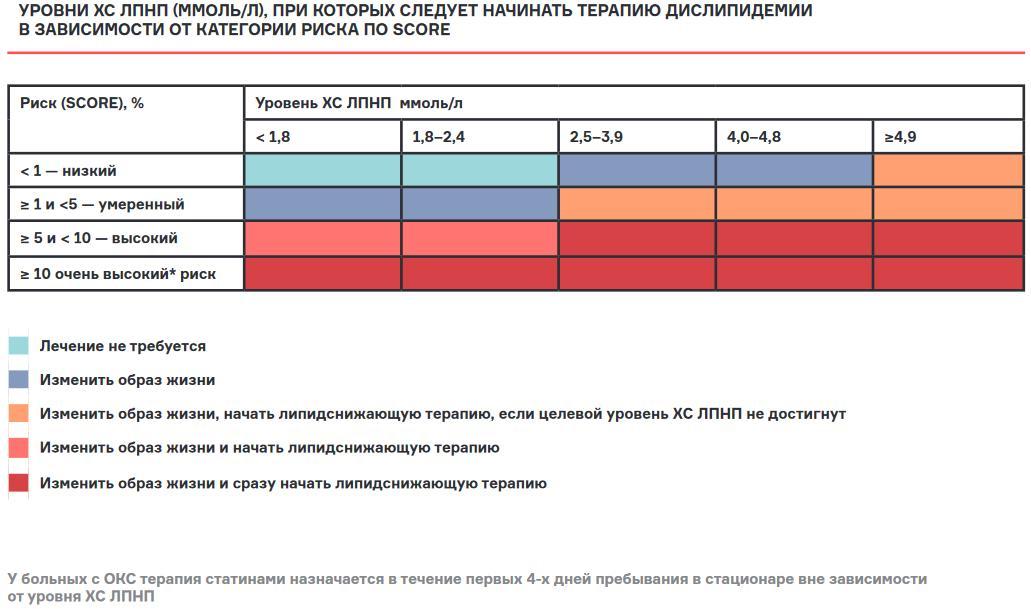 УРОВНИ ХС ЛПНП (ММОЛЬ/Л), ПРИ КОТОРЫХ СЛЕДУЕТ НАЧИНАТЬ ТЕРАПИЮ ДИСЛИПИДЕМИИ
В ЗАВИСИМОСТИ ОТ КАТЕГОРИИ РИСКА ПО SCORE
Риск (SCORE), %
Уровень ХС ЛПНП ммоль/л
< 1,8
1,8–2,4
2,5–3,9
4,0–4,8
≥4,9
< 1 — низкий
≥ 1 и <5 — умеренный
≥ 5 и < 10 — высокий
≥ 10 очень высокий* риск
Лечение не требуется
Изменить образ жизни
Изменить образ жизни, начать липидснижающую терапию, если целевой уровень ХС ЛПНП не достигнут
Изменить образ жизни и начать липидснижающую терапию
Изменить образ жизни и сразу начать липидснижающую терапию
У больных с ОКС терапия статинами назначается в течение первых 4-х дней пребывания в стационаре вне зависимости
от уровня ХС ЛПНП